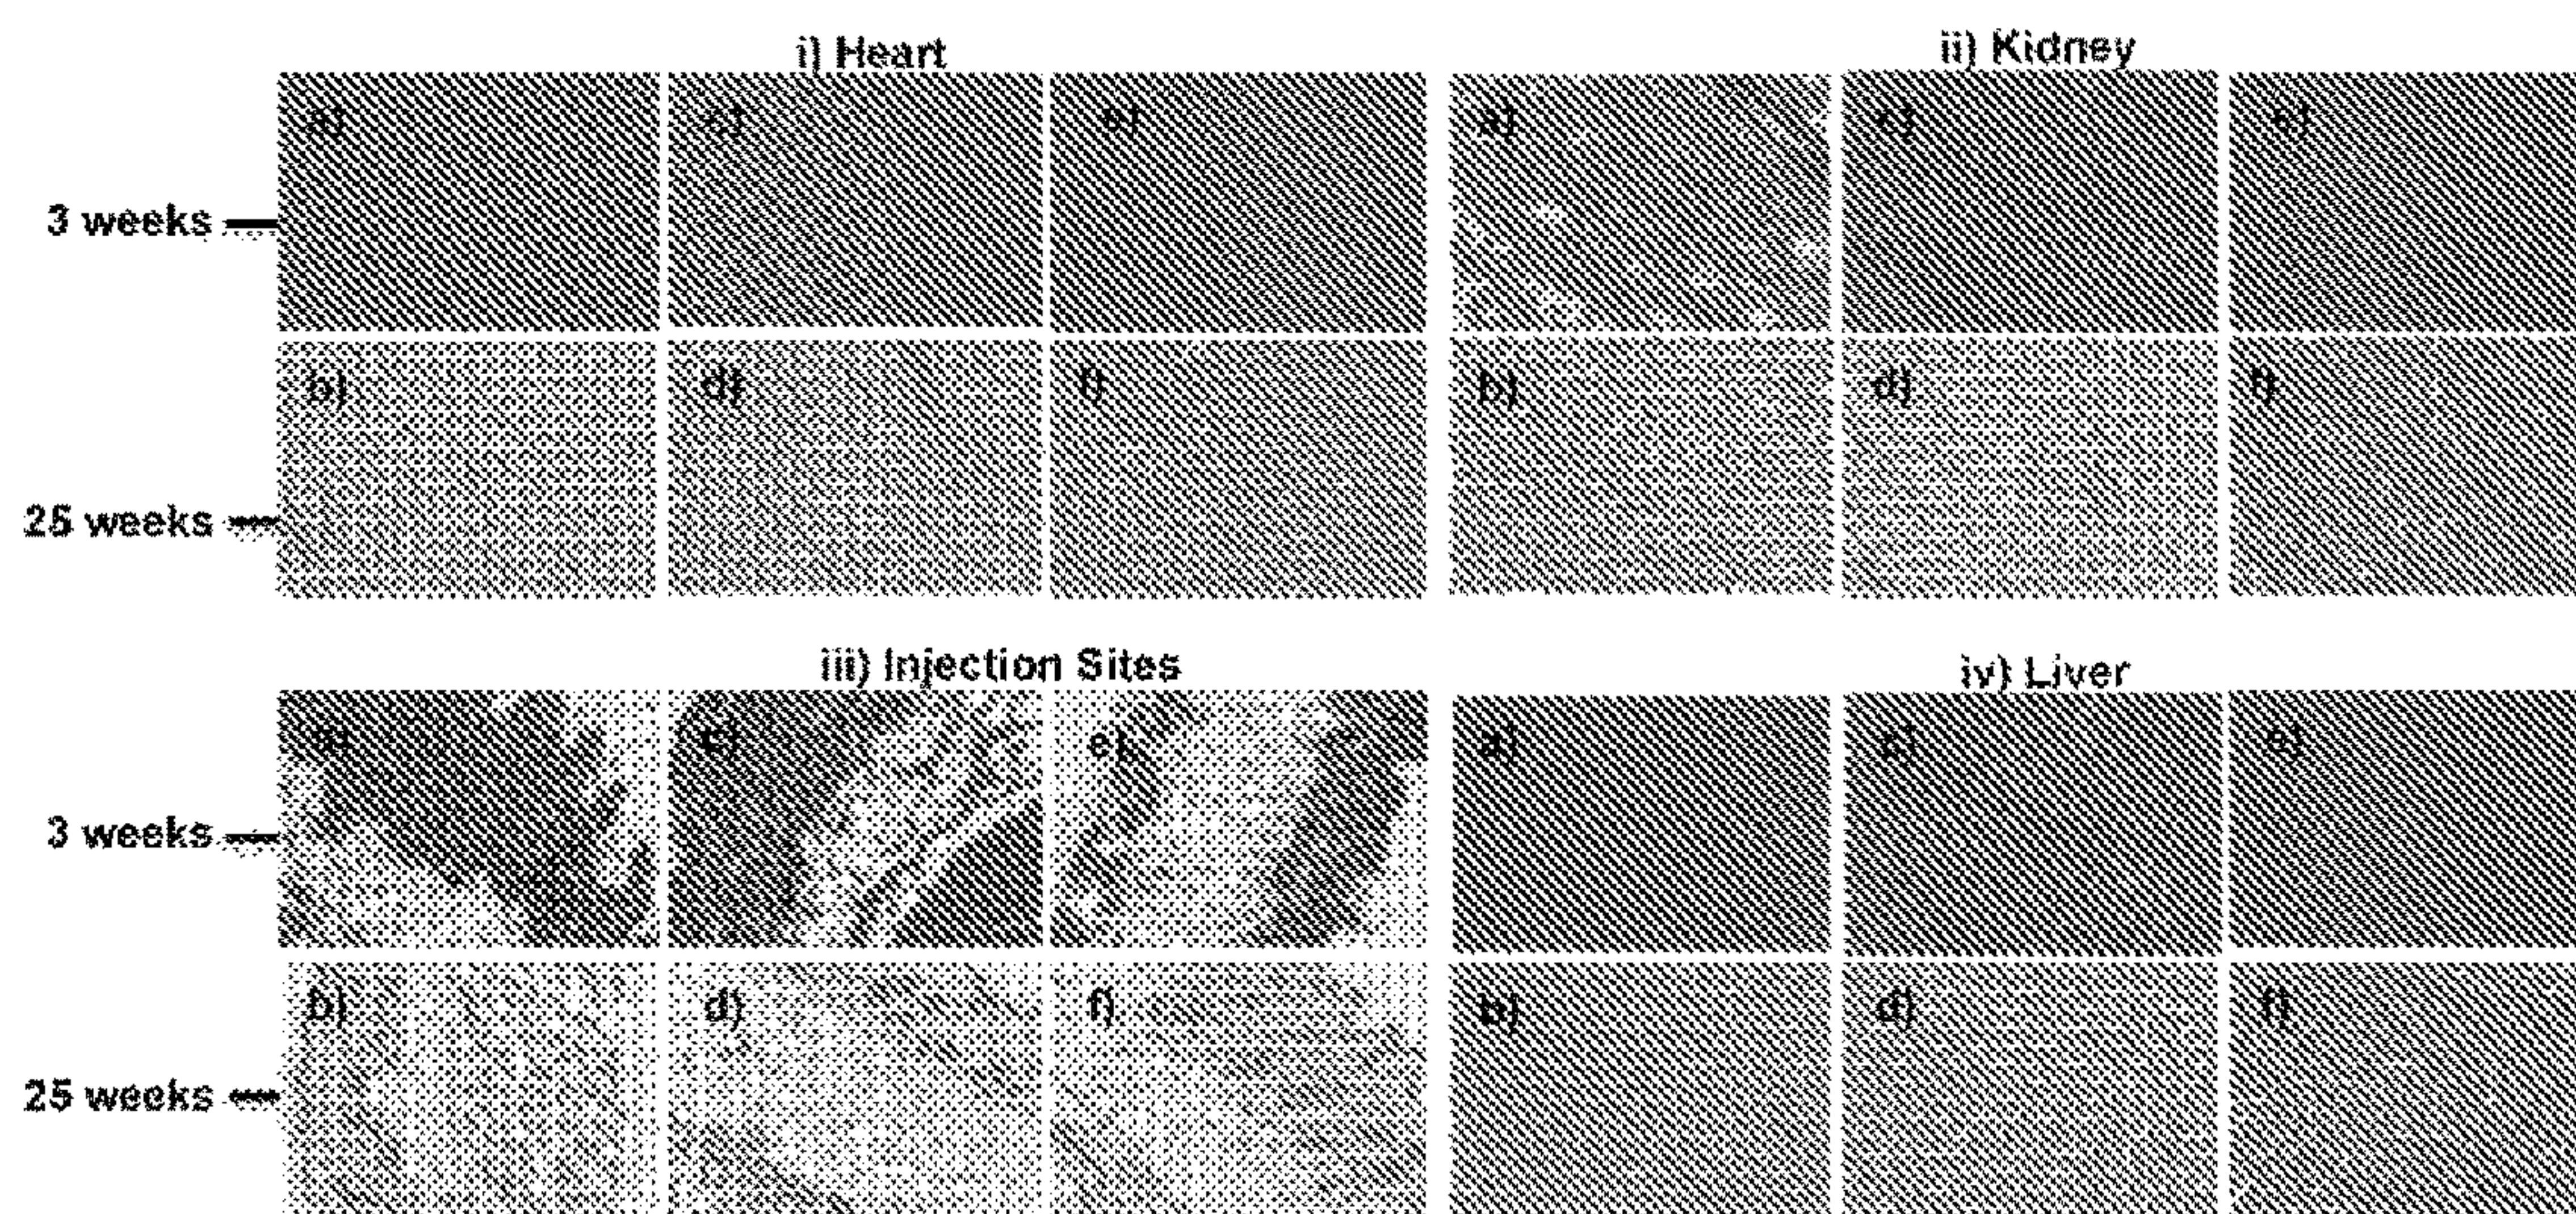 i) Heart
ii) Kidney
3 weeks
a) c) e) a) c) e)
25 weeks
b) d) f) b) d) f)
iii) Injection Sites
iv) Liver
3 weeks
a) c) e) a) c) e)
25 weeks
b) d) f) b) d) f)